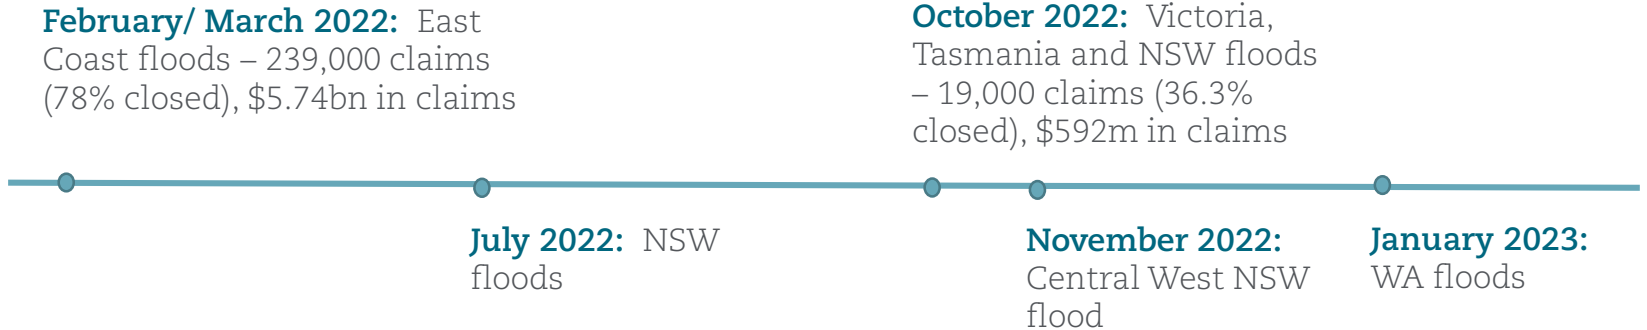 February/ March 2022: East
Coast floods – 239,000 claims
(78% closed), $5.74bn in claims
October 2022: Victoria,
Tasmania and NSW floods
– 19,000 claims (36.3%
closed), $592m in claims
July 2022: NSW
floods
November 2022:
Central West NSW
flood
January 2023:
WA floods